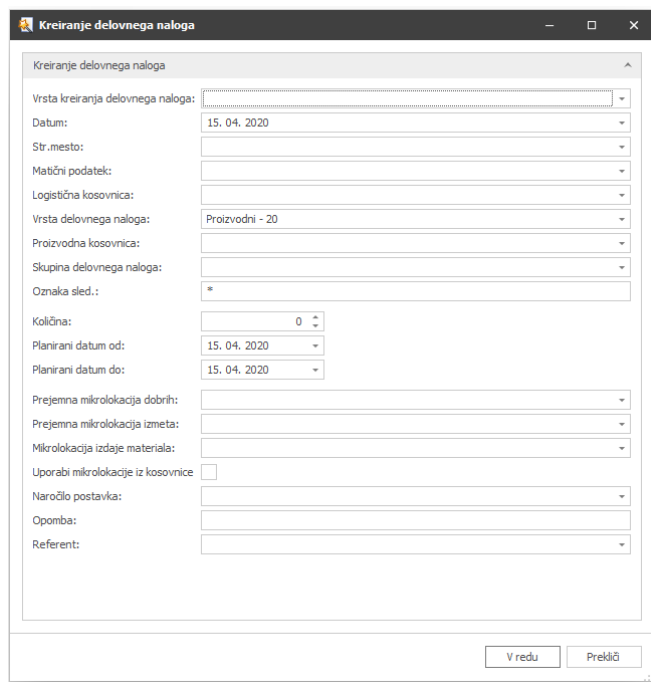 Kreiranje delovnega naloga
Kreiranje delovnega naloga
Vrsta kreiranja delovnega naloga:
Datum: 15. 04. 2020
Str.mesto:
Matični podatek:
Logistična kosovnica:
Vrsta delovnega naloga: Proizvodni - 20
Proizvodna kosovnica:
Skupina delovnega naloga:
Oznaka sled.: *
Količina: 0
Planirani datum od: 15. 04. 2020
Planirani datum do: 15. 04. 2020
Prejemna mikrolokacija dobrih:
Prejemna mikrolokacija izmeta:
Mikrolokacija izdaje materiala:
Uporabi mikrolokacije iz kosovnice
Naročilo postavka:
Opomba:
Referent:
V redu Prekliči